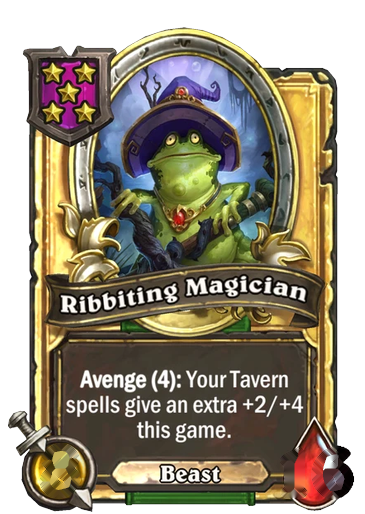 Ribbiting Magician
Avenge (4): Your Tavern
spells give an extra +2/+4
this game.
Beast